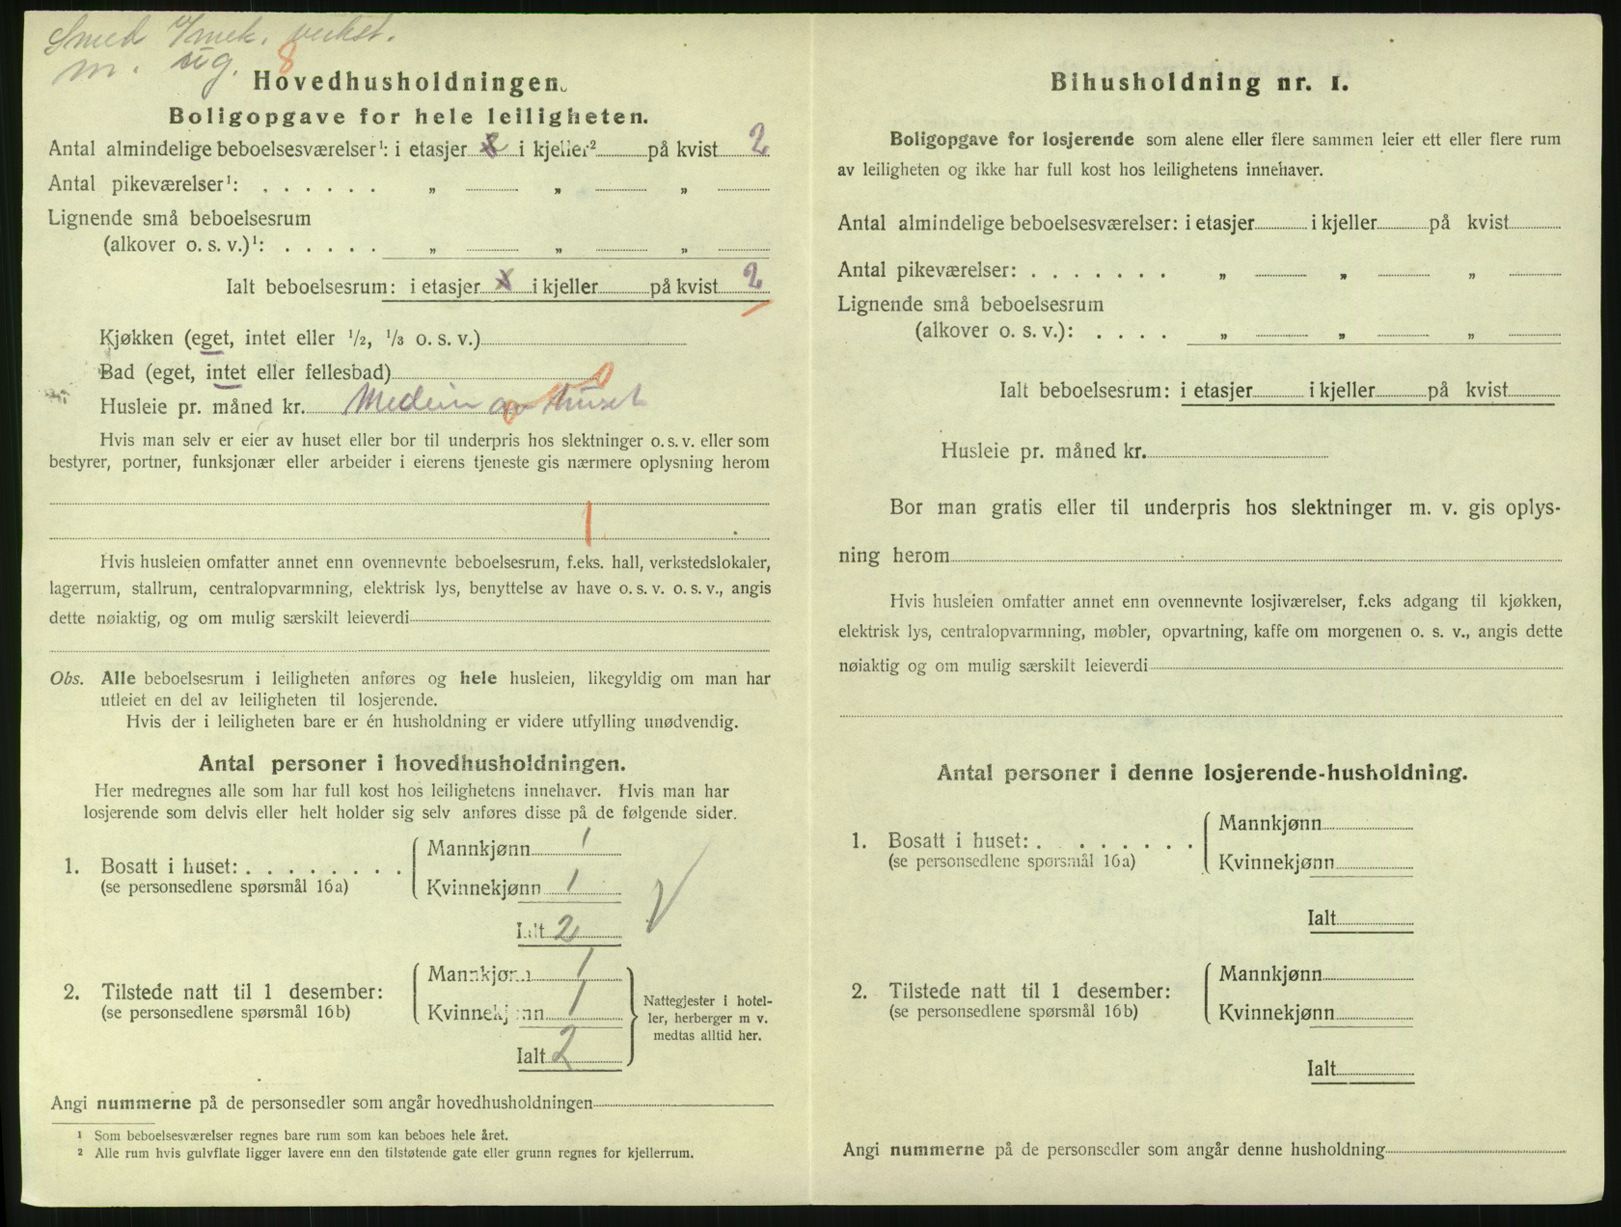 Smed
m. sig. 8
Hovedhusholdningen.
Boligopgave for hele leiligheten.
Antal almindelige beboelsesværelser¹: i etasjer x i kjeller² på kvist 2
Antal pikeværelser¹: . . . . . . „ „ „
Lignende små beboelsesrum
(alkover o. s. v.)¹: . . . . . „ „ „
Ialt beboelsesrum: i etasjer x i kjeller på kvist 2
Kjøkken (eget, intet eller ¹/₂, ¹/₃ o. s. v.)
Bad (eget, intet eller fellesbad) 0
Husleie pr. måned kr. Medeier av huset
Hvis man selv er eier av huset eller bor til underpris hos slektninger o. s. v. eller som
bestyrer, portner, funksjonær eller arbeider i eierens tjeneste gis nærmere oplysning herom
1
Hvis husleien omfatter annet enn ovennevnte beboelsesrum, f.eks. hall, verkstedslokaler,
lagerrum, stallrum, centralopvarmning, elektrisk lys, benyttelse av have o. s. v. o. s. v., angis
dette nøiaktig, og om mulig særskilt leieverdi
Obs. Alle beboelsesrum i leiligheten anføres og hele husleien, likegyldig om man har
utleiet en del av leiligheten til losjerende.
Hvis der i leiligheten bare er én husholdning er videre utfylling unødvendig.
Antal personer i hovedhusholdningen.
Her medregnes alle som har full kost hos leilighetens innehaver. Hvis man har
losjerende som delvis eller helt holder sig selv anføres disse på de følgende sider.
1. Bosatt i huset: . . . . . . . .
(se personsedlene spørsmål 16a)
Mannkjønn 1
Kvinnekjønn 1
Ialt 2
2. Tilstede natt til 1 desember:
(se personsedlene spørsmål 16b)
Mannkjønn 1
Kvinnekjønn 1
Ialt 2
Nattegjester i hotel-
ler, herberger m v.
medtas alltid her.
Angi nummerne på de personsedler som angår hovedhusholdningen
¹ Som beboelsesværelser regnes bare rum som kan beboes hele året.
² Alle rum hvis gulvflate ligger lavere enn den tilstøtende gate eller grunn regnes for kjellerrum.
Bihusholdning nr. 1.
Boligopgave for losjerende som alene eller flere sammen leier ett eller flere rum
av leiligheten og ikke har full kost hos leilighetens innehaver.
Antal almindelige beboelsesværelser: i etasjer i kjeller på kvist
Antal pikeværelser: . . . . . . . „ „ „
Lignende små beboelsesrum
(alkover o. s. v.): . . . . „ „ „
Ialt beboelsesrum: i etasjer i kjeller på kvist
Husleie pr. måned kr.
Bor man gratis eller til underpris hos slektninger m. v. gis oplys-
ning herom
Hvis husleien omfatter annet enn ovennevnte losjiværelser, f.eks adgang til kjøkken,
elektrisk lys, centralopvarmning, møbler, opvartning, kaffe om morgenen o. s. v., angis dette
nøiaktig og om mulig særskilt leieverdi
Antal personer i denne losjerende-husholdning.
1. Bosatt i huset: . . . . . . . .
(se personsedlene spørsmål 16a)
Mannkjønn
Kvinnekjønn
Ialt
2. Tilstede natt til 1 desember:
(se personsedlene spørsmål 16b)
Mannkjønn
Kvinnekjønn
Ialt
Angi nummerne på de personsedler som angår denne husholdning